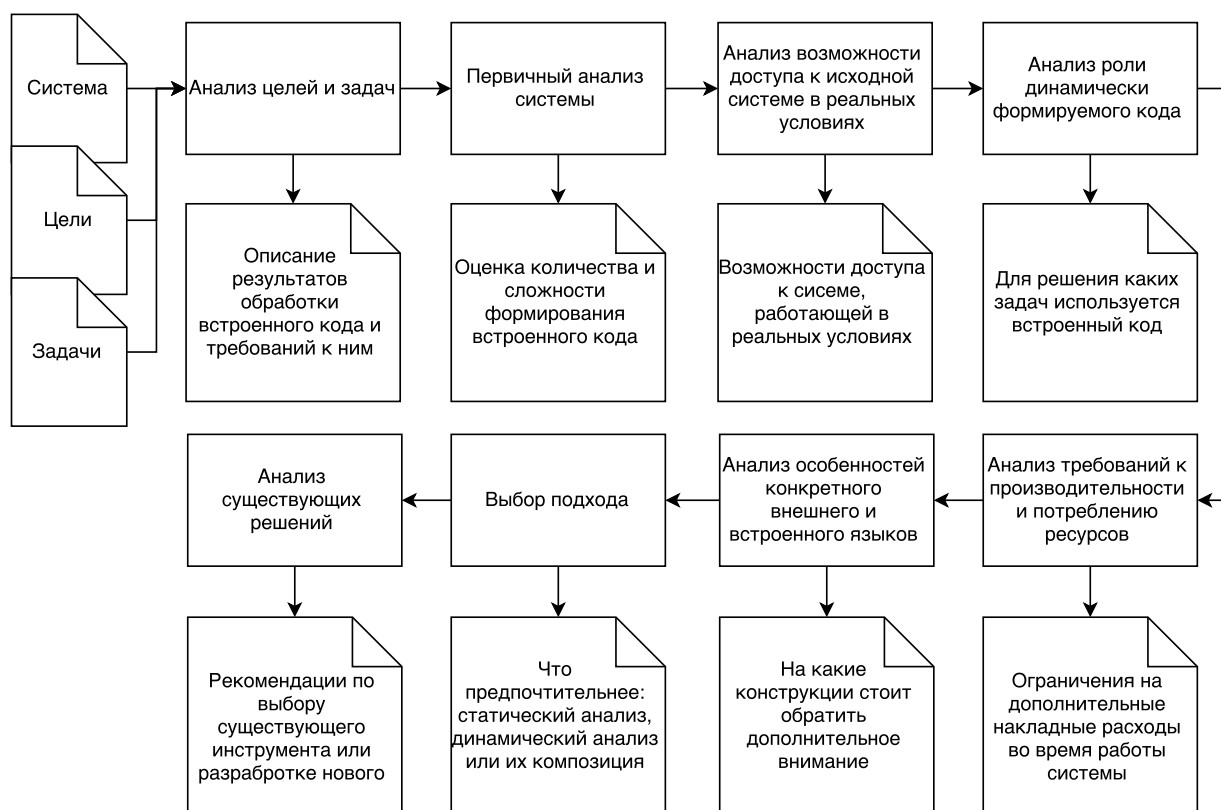 Система
Цели
Задачи
Анализ целей и задач
Первичный анализ
системы
Анализ возможности
доступа к исходной
системе в реальных
условиях
Анализ роли
динамически
формируемого кода
Описание
результатов
обработки
встроенного кода и
требований к ним
Оценка количества и
сложности
формирования
встроенного кода
Возможности доступа
к сисеме,
работающей в
реальных условиях
Для решения каких
задач используется
встроенный код
Анализ
существующих
решений
Выбор подхода
Анализ особенностей
конкретного
внешнего и
встроенного языков
Анализ требований к
производительности
и потреблению
ресурсов
Рекомендации по
выбору
существующего
инструмента или
разрабротке нового
Что
предпочтительнее:
статический анализ,
динамический анализ
или их композиция
На какие
конструкции стоит
обратить
дополнительное
внимание
Ограничения на
дополнительные
накладные расходы
во время работы
системы